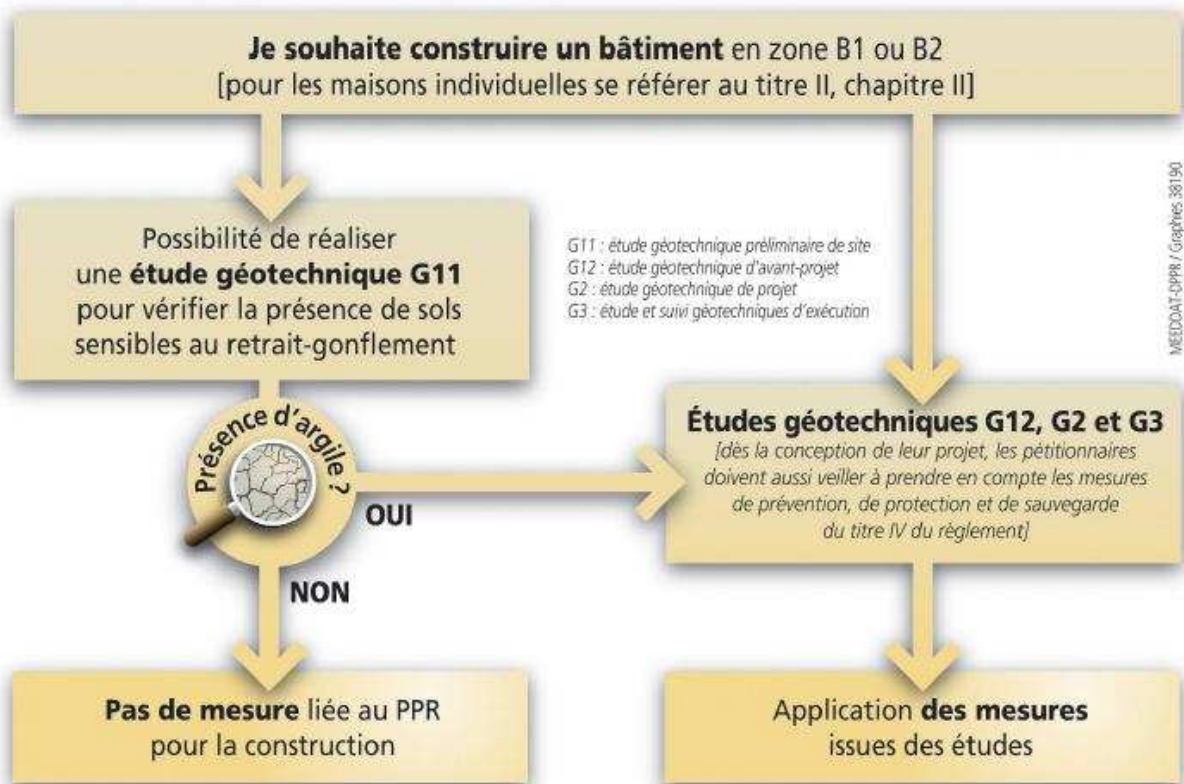 Je souhaite construire un bâtiment en zone B1 ou B2
[pour les maisons individuelles se référer au titre II, chapitre II]
Possibilité de réaliser
une étude géotechnique G11
pour vérifier la présence de sols
sensibles au retrait-gonflement
G11 : étude géotechnique préliminaire de site
G12 : étude géotechnique d'avant-projet
G2 : étude géotechnique de projet
G3 : étude et suivi géotechniques d'exécution
MEEDDAT-DPPR / Graphies 38190
Présence d'argile ?
OUI
NON
Études géotechniques G12, G2 et G3
[dès la conception de leur projet, les pétitionnaires
doivent aussi veiller à prendre en compte les mesures
de prévention, de protection et de sauvegarde
du titre IV du règlement]
Pas de mesure liée au PPR
pour la construction
Application des mesures
issues des études